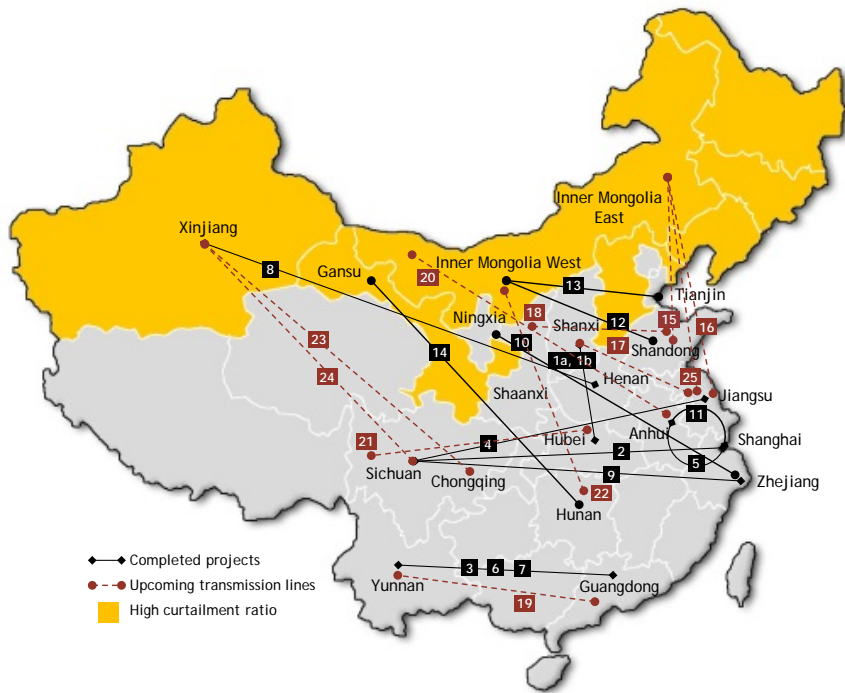 Inner Mongolia
East
Xinjiang
8
20
Gansu
Inner Mongolia West
13
Tianjin
Ningxia
18
Shanxi
12
15
16
10
17
Shandong
23
14
1a, 1b
24
Henan
25
Shaanxi
Jiangsu
11
21
4
Hubei
Anhui
2
Shanghai
Sichuan
Chongqing
9
5
Zhejiang
22
Hunan
Completed projects
3 6 7
Upcoming transmission lines
Yunnan
Guangdong
19
High curtailment ratio